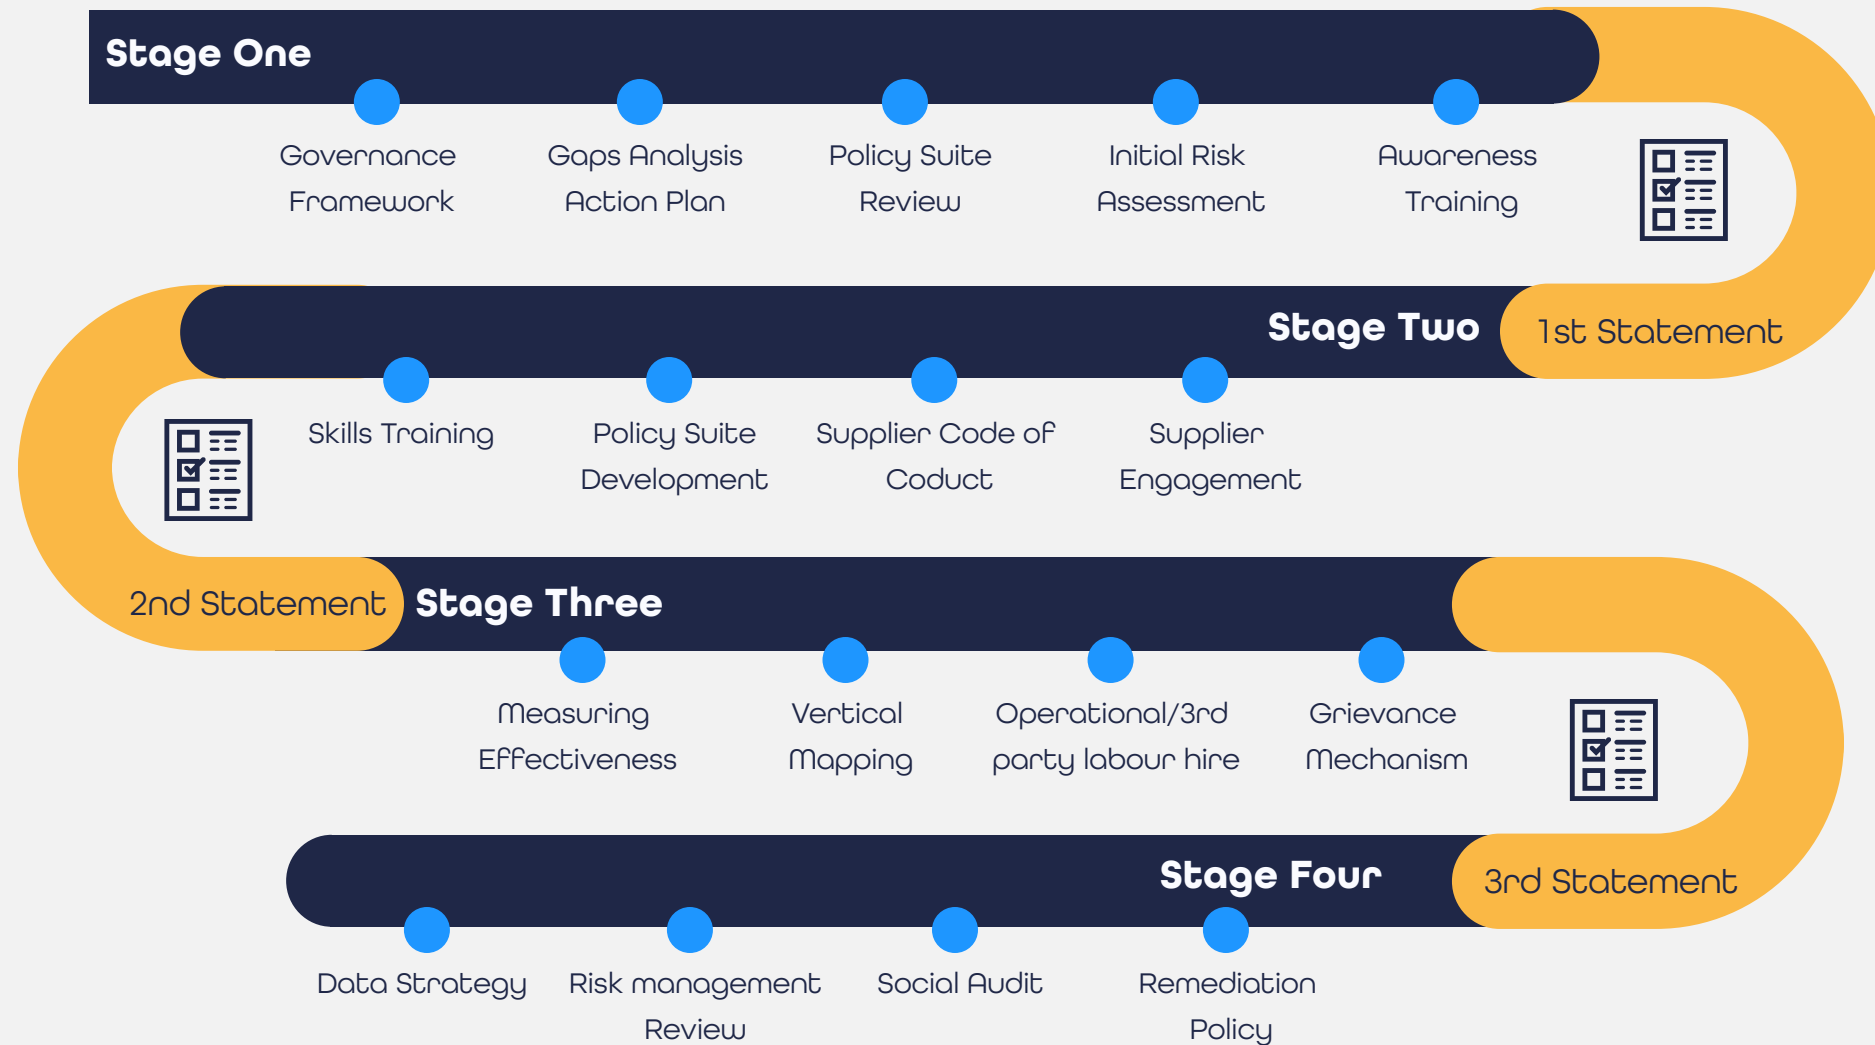 Stage One
Governance
Framework
Gaps Analysis
Action Plan
Policy Suite
Review
Initial Risk
Assessment
Awareness
Training
Stage Two
1st Statement
Skills Training
Policy Suite
Development
Supplier Code of
Coduct
Supplier
Engagement
2nd Statement
Stage Three
Measuring
Effectiveness
Vertical
Mapping
Operational/3rd
party labour hire
Grievance
Mechanism
Stage Four
3rd Statement
Data Strategy
Risk management
Review
Social Audit
Remediation
Policy